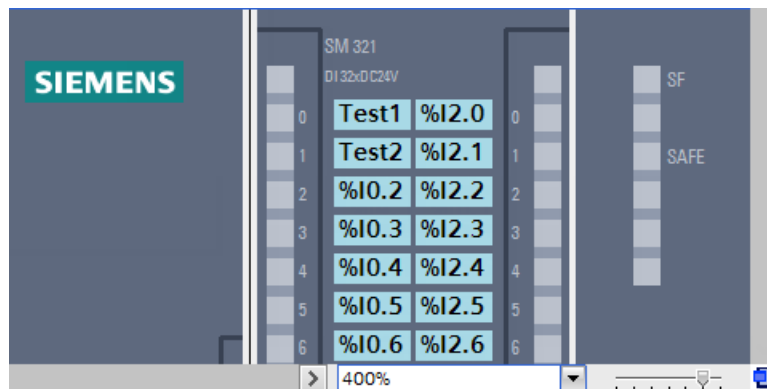 SM 321
SIEMENS DI 32xDC24V SF
0 Test1 %I2.0 0
1 Test2 %I2.1 1 SAFE
2 %I0.2 %I2.2 2
3 %I0.3 %I2.3 3
4 %I0.4 %I2.4 4
5 %I0.5 %I2.5 5
6 %I0.6 %I2.6 6
> 400%